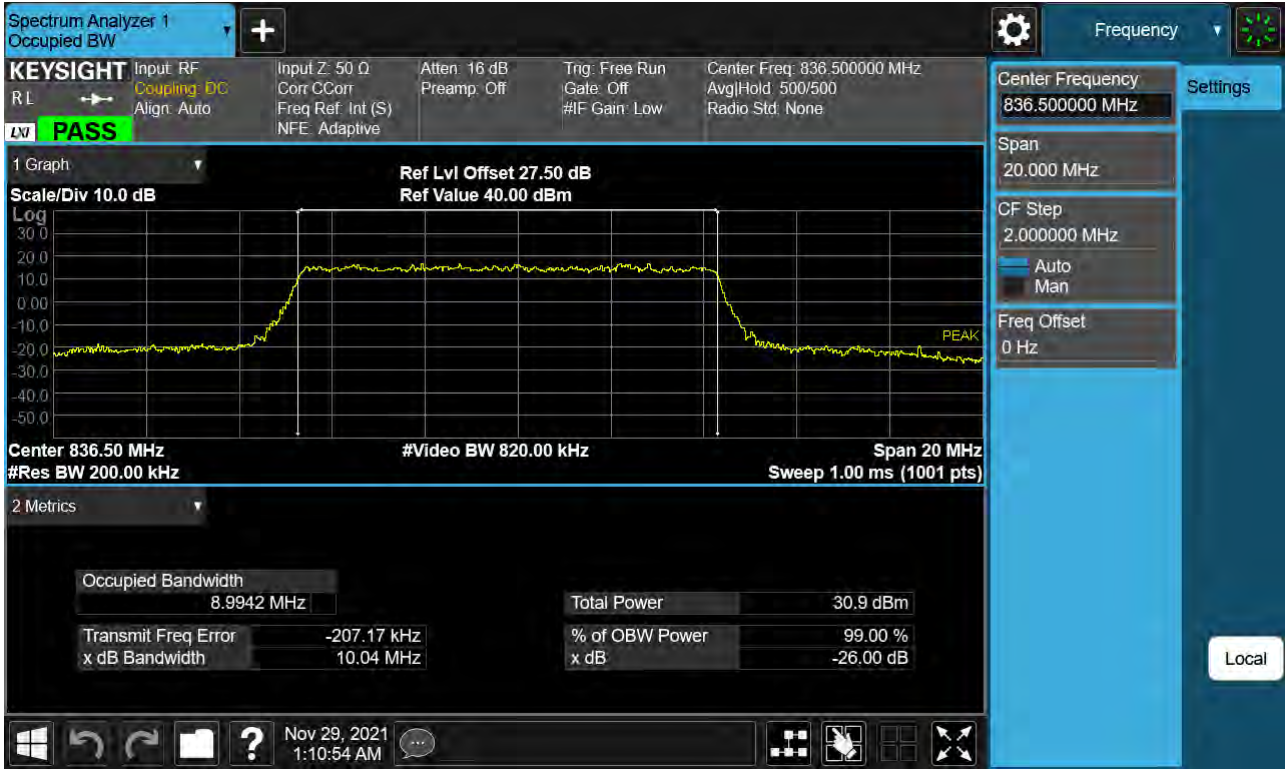 Spectrum Analyzer 1
Occupied BW
+
Frequency
KEYSIGHT
RL
LXI
PASS
Input: RF
Coupling: DC
Align: Auto
Input Z: 50 Ω
Corr CCorr
Freq Ref: Int (S)
NFE: Adaptive
Atten: 16 dB
Preamp: Off
Trig: Free Run
Gate: Off
#IF Gain: Low
Center Freq: 836.500000 MHz
Avg|Hold: 500/500
Radio Std: None
Center Frequency
836.500000 MHz
Settings
Span
20.000 MHz
CF Step
2.000000 MHz
Auto
Man
Freq Offset
0 Hz
Local
1 Graph
Scale/Div 10.0 dB
Ref Lvl Offset 27.50 dB
Ref Value 40.00 dBm
Log
30.0
20.0
10.0
0.00
-10.0
-20.0
-30.0
-40.0
-50.0
PEAK
Center 836.50 MHz
#Video BW 820.00 kHz
Span 20 MHz
#Res BW 200.00 kHz
Sweep 1.00 ms (1001 pts)
2 Metrics
Occupied Bandwidth
8.9942 MHz
Transmit Freq Error -207.17 kHz
x dB Bandwidth 10.04 MHz
Total Power 30.9 dBm
% of OBW Power 99.00 %
x dB -26.00 dB
?
Nov 29, 2021
1:10:54 AM